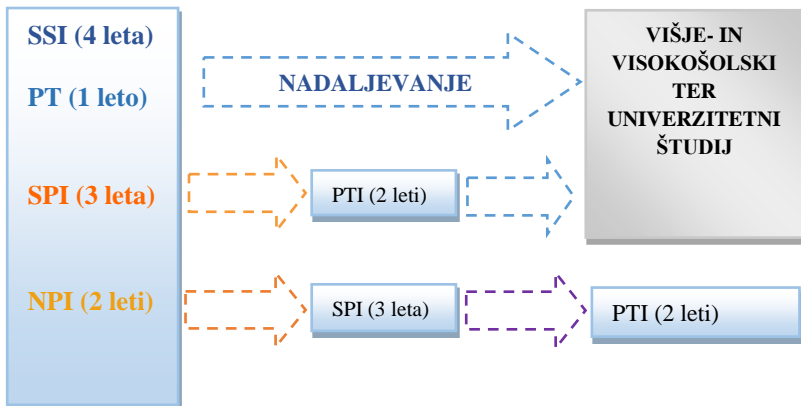 SSI (4 leta)
PT (1 leto)
SPI (3 leta)
NPI (2 leti)
NADALJEVANJE
VIŠJE- IN
VISOKOŠOLSKI
TER
UNIVERZITETNI
ŠTUDIJ
PTI (2 leti)
SPI (3 leta)
PTI (2 leti)